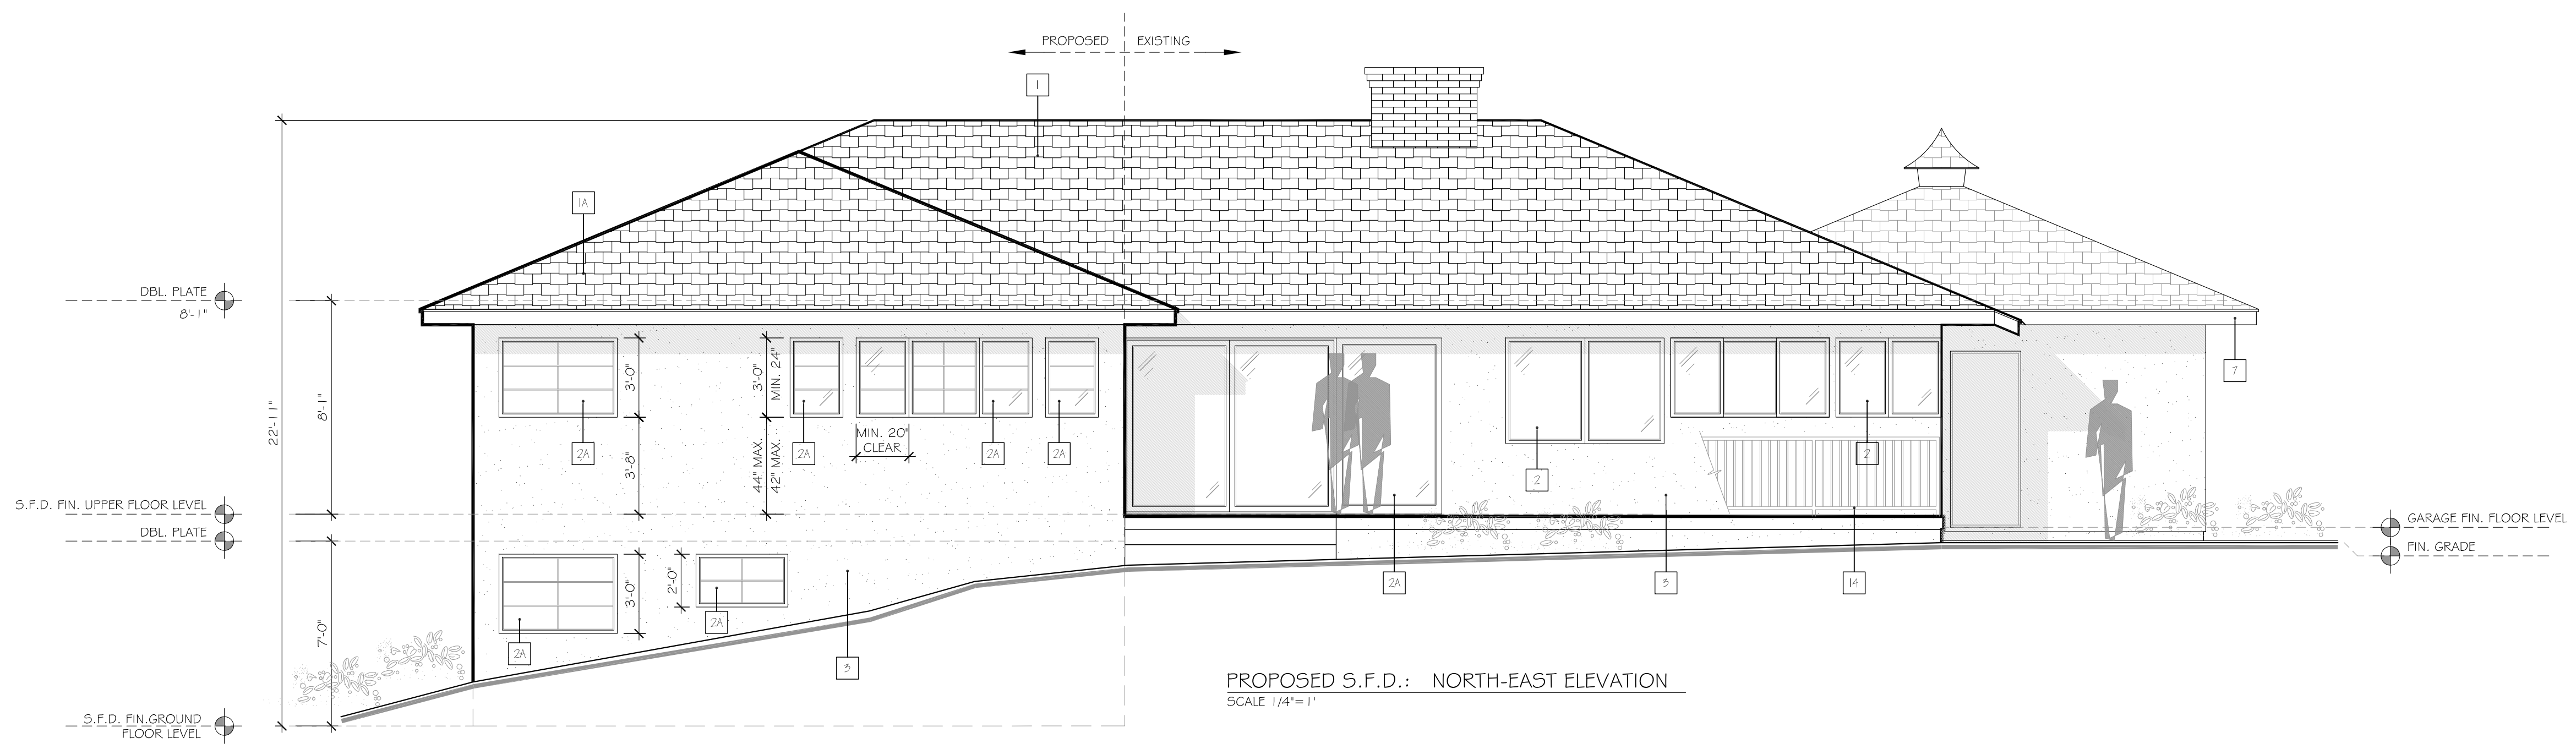 PROPOSED EXISTING
1
1A
DBL. PLATE
8'-1"
22'-11"
8'-1"
3'-0"
3'-0"
MIN. 24"
7
2A
2A
MIN. 20"
CLEAR
2A
2A
2
2
3'-8"
44" MAX.
42" MAX.
S.F.D. FIN. UPPER FLOOR LEVEL
DBL. PLATE
GARAGE FIN. FLOOR LEVEL
FIN. GRADE
7'-0"
3'-0"
2'-0"
2A
2A
3
2A
3
14
PROPOSED S.F.D.: NORTH-EAST ELEVATION
SCALE 1/4"=1'
S.F.D. FIN.GROUND
FLOOR LEVEL